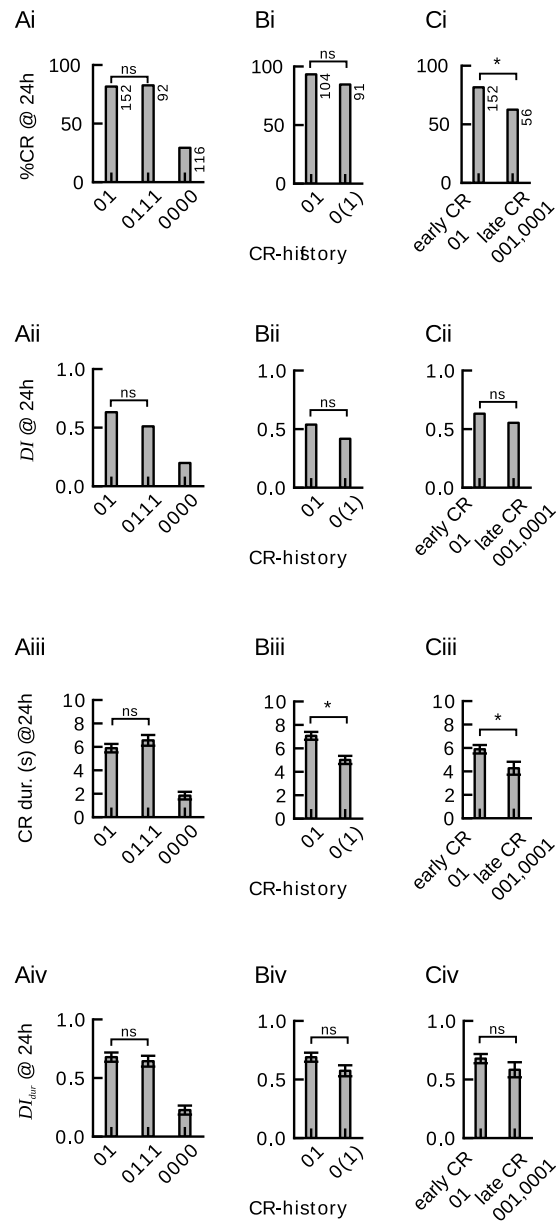 Ai
Bi
Ci
%CR @ 24h
100
50
0
ns
152
92
116
01
0111
0000
100
50
0
ns
104
91
01
0(1)
CR-history
100
50
0
*
152
56
early CR
01
late CR
001,0001
Aii
Bii
Cii
DI @ 24h
1.0
0.5
0.0
ns
01
0111
0000
1.0
0.5
0.0
ns
01
0(1)
CR-history
1.0
0.5
0.0
ns
early CR
01
late CR
001,0001
Aiii
Biii
Ciii
CR dur. (s) @24h
10
8
6
4
2
0
ns
01
0111
0000
10
8
6
4
2
0
*
01
0(1)
CR-history
10
8
6
4
2
0
*
early CR
01
late CR
001,0001
Aiv
Biv
Civ
DI dur @ 24h
1.0
0.5
0.0
ns
01
0111
0000
1.0
0.5
0.0
ns
01
0(1)
CR-history
1.0
0.5
0.0
ns
early CR
01
late CR
001,0001